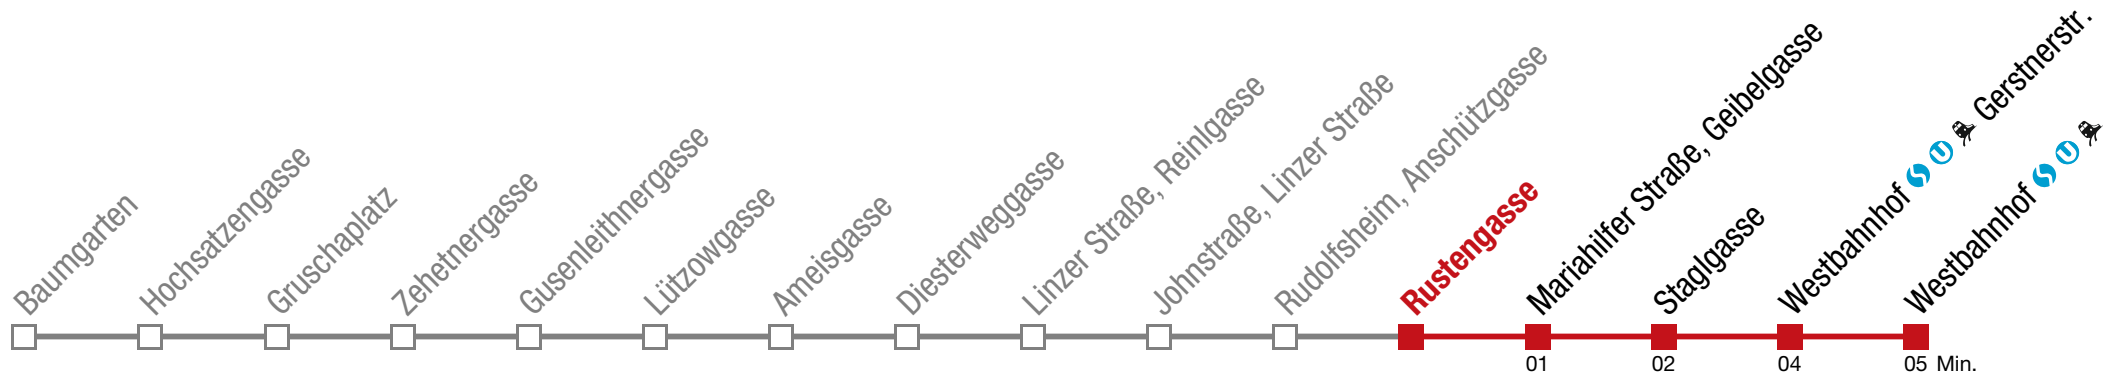 Baumgarten
Hochsatzengasse
Gruschaplatz
Zehetnergasse
Gusenleithnergasse
Lützowgasse
Ameisgasse
Diesterweggasse
Linzer Straße, Reinlgasse
Johnstraße, Linzer Straße
Rudolfsheim, Anschützgasse
Rustengasse
Mariahilfer Straße, Geibelgasse
Staglgasse
Westbahnhof S U Gerstnerstr.
Westbahnhof S U
01 02 04 05 Min.